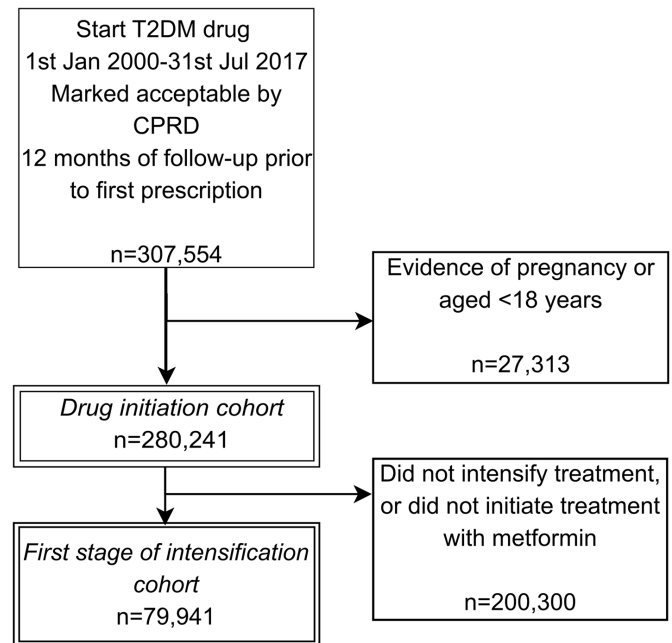 Start T2DM drug
1st Jan 2000-31st Jul 2017
Marked acceptable by
CPRD
12 months of follow-up prior
to first prescription
n=307,554
Evidence of pregnancy or
aged <18 years
n=27,313
Drug initiation cohort
n=280,241
Did not intensify treatment,
or did not initiate treatment
with metformin
n=200,300
First stage of intensification
cohort
n=79,941